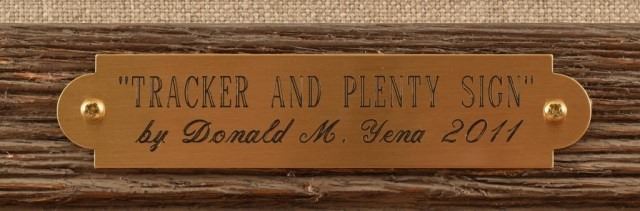 "TRACKER AND PLENTY SIGN"
by Donald M. Yena 2011